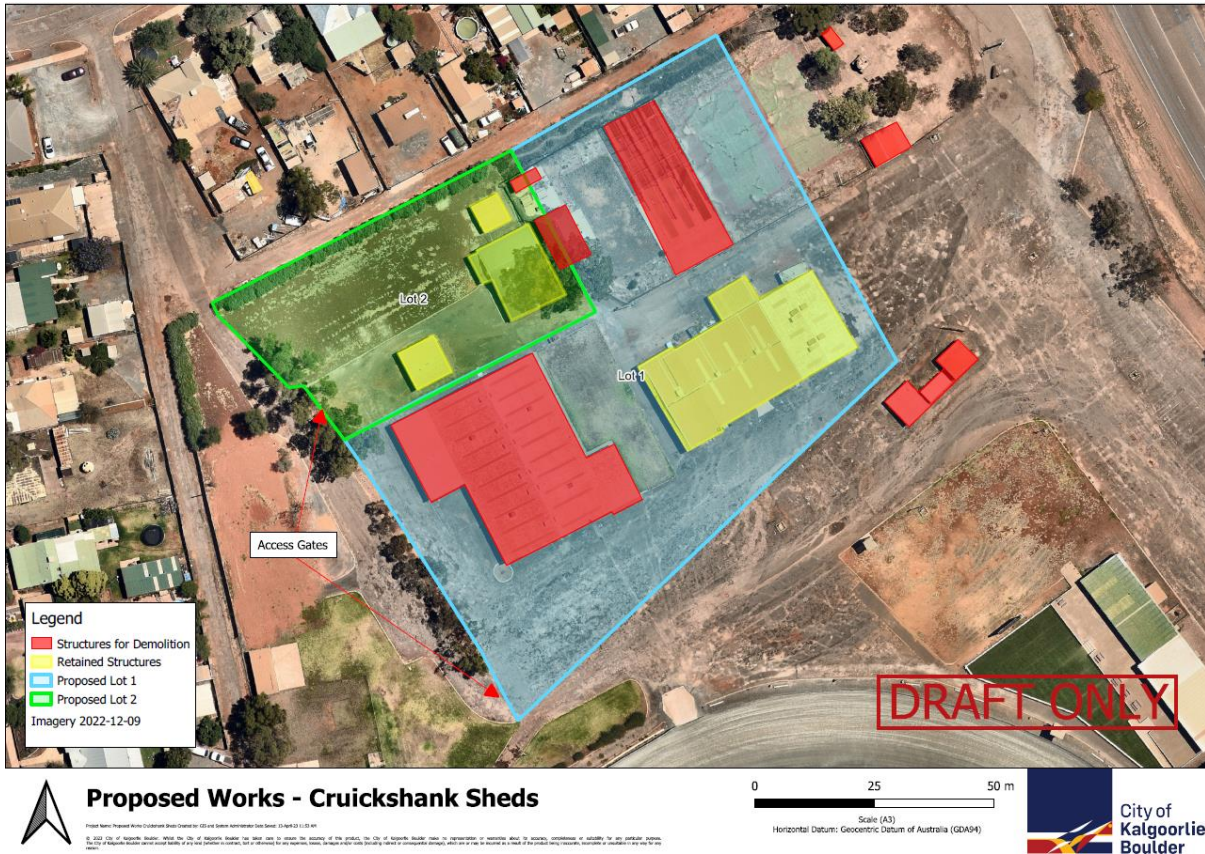 Lot 2
Lot 1
Access Gates
Legend
Structures for Demolition
Retained Structures
Proposed Lot 1
Proposed Lot 2
Imagery 2022-12-09
DRAFT ONLY
Proposed Works - Cruickshank Sheds
0 25 50 m
Scale (A3)
Horizontal Datum: Geocentric Datum of Australia (GDA94)
City of
Kalgoorlie
Boulder